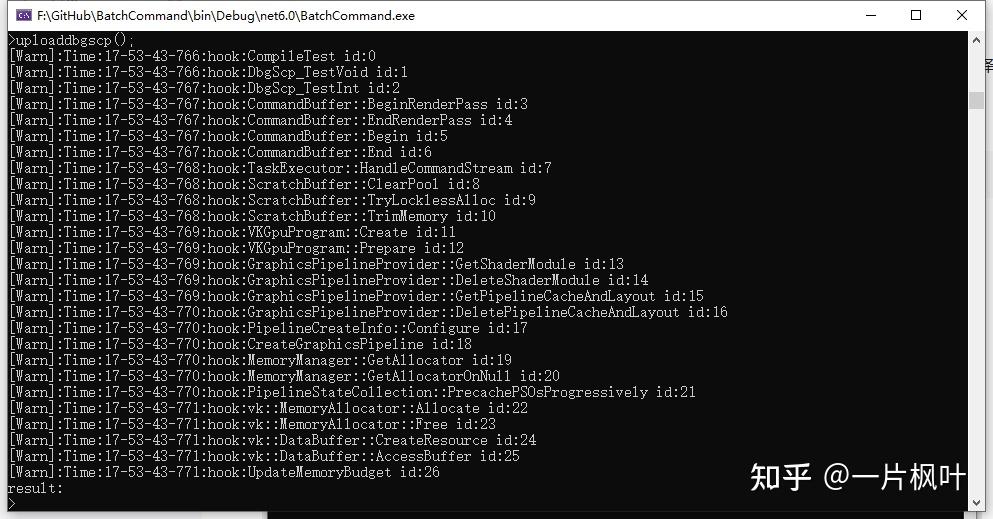 F:\GitHub\BatchCommand\bin\Debug\net6.0\BatchCommand.exe
>uploaddbgscp();
[Warn]:Time:17-53-43-766:hook:CompileTest id:0
[Warn]:Time:17-53-43-766:hook:DbgScp_TestVoid id:1
[Warn]:Time:17-53-43-767:hook:DbgScp_TestInt id:2
[Warn]:Time:17-53-43-767:hook:CommandBuffer::BeginRenderPass id:3
[Warn]:Time:17-53-43-767:hook:CommandBuffer::EndRenderPass id:4
[Warn]:Time:17-53-43-767:hook:CommandBuffer::Begin id:5
[Warn]:Time:17-53-43-767:hook:CommandBuffer::End id:6
[Warn]:Time:17-53-43-768:hook:TaskExecutor::HandleCommandStream id:7
[Warn]:Time:17-53-43-768:hook:ScratchBuffer::ClearPool id:8
[Warn]:Time:17-53-43-768:hook:ScratchBuffer::TryLocklessAlloc id:9
[Warn]:Time:17-53-43-768:hook:ScratchBuffer::TrimMemory id:10
[Warn]:Time:17-53-43-769:hook:VKGpuProgram::Create id:11
[Warn]:Time:17-53-43-769:hook:VKGpuProgram::Prepare id:12
[Warn]:Time:17-53-43-769:hook:GraphicsPipelineProvider::GetShaderModule id:13
[Warn]:Time:17-53-43-769:hook:GraphicsPipelineProvider::DeleteShaderModule id:14
[Warn]:Time:17-53-43-769:hook:GraphicsPipelineProvider::GetPipelineCacheAndLayout id:15
[Warn]:Time:17-53-43-770:hook:GraphicsPipelineProvider::DeletePipelineCacheAndLayout id:16
[Warn]:Time:17-53-43-770:hook:PipelineCreateInfo::Configure id:17
[Warn]:Time:17-53-43-770:hook:CreateGraphicsPipeline id:18
[Warn]:Time:17-53-43-770:hook:MemoryManager::GetAllocator id:19
[Warn]:Time:17-53-43-770:hook:MemoryManager::GetAllocatorOnNull id:20
[Warn]:Time:17-53-43-770:hook:PipelineStateCollection::PrecachePSOsProgressively id:21
[Warn]:Time:17-53-43-771:hook:vk::MemoryAllocator::Allocate id:22
[Warn]:Time:17-53-43-771:hook:vk::MemoryAllocator::Free id:23
[Warn]:Time:17-53-43-771:hook:vk::DataBuffer::CreateResource id:24
[Warn]:Time:17-53-43-771:hook:vk::DataBuffer::AccessBuffer id:25
[Warn]:Time:17-53-43-771:hook:UpdateMemoryBudget id:26
result:
>
知乎 @一片枫叶